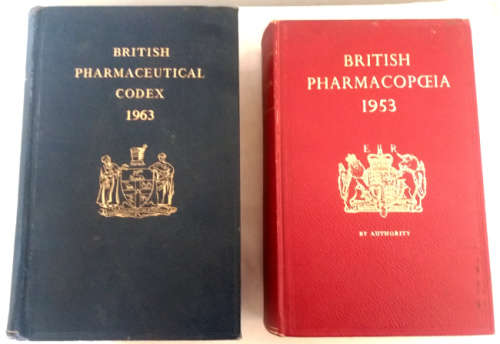 BRITISH
PHARMACEUTICAL
CODEX
1963
BRITISH
PHARMACOPŒIA
1953
E R
BY AUTHORITY